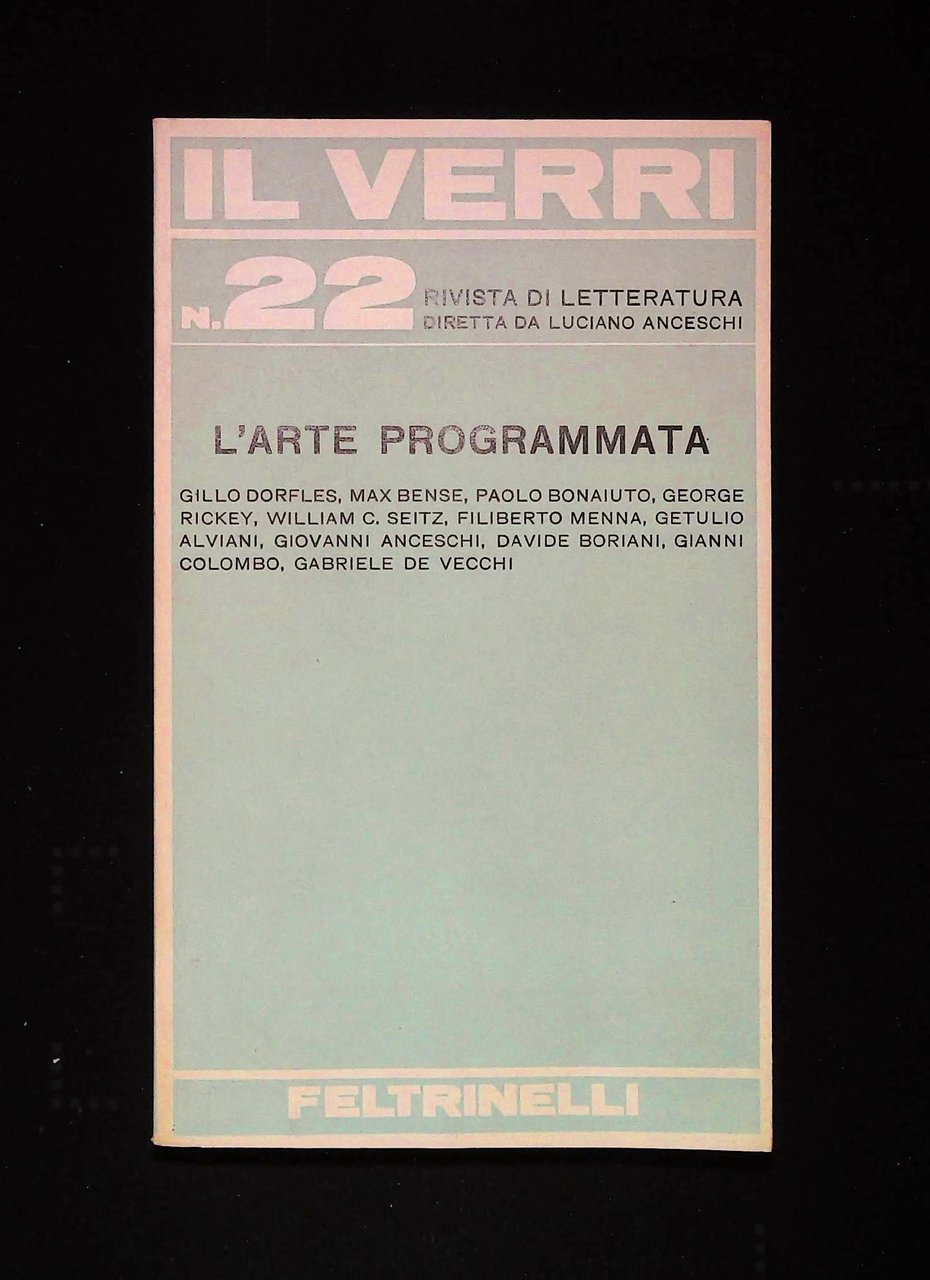 IL VERRI
N.22
RIVISTA DI LETTERATURA
DIRETTA DA LUCIANO ANCESCHI
L'ARTE PROGRAMMATA
GILLO DORFLES, MAX BENSE, PAOLO BONAIUTO, GEORGE
RICKEY, WILLIAM C. SEITZ, FILIBERTO MENNA, GETULIO
ALVIANI, GIOVANNI ANCESCHI, DAVIDE BORIANI, GIANNI
COLOMBO, GABRIELE DE VECCHI
FELTRINELLI